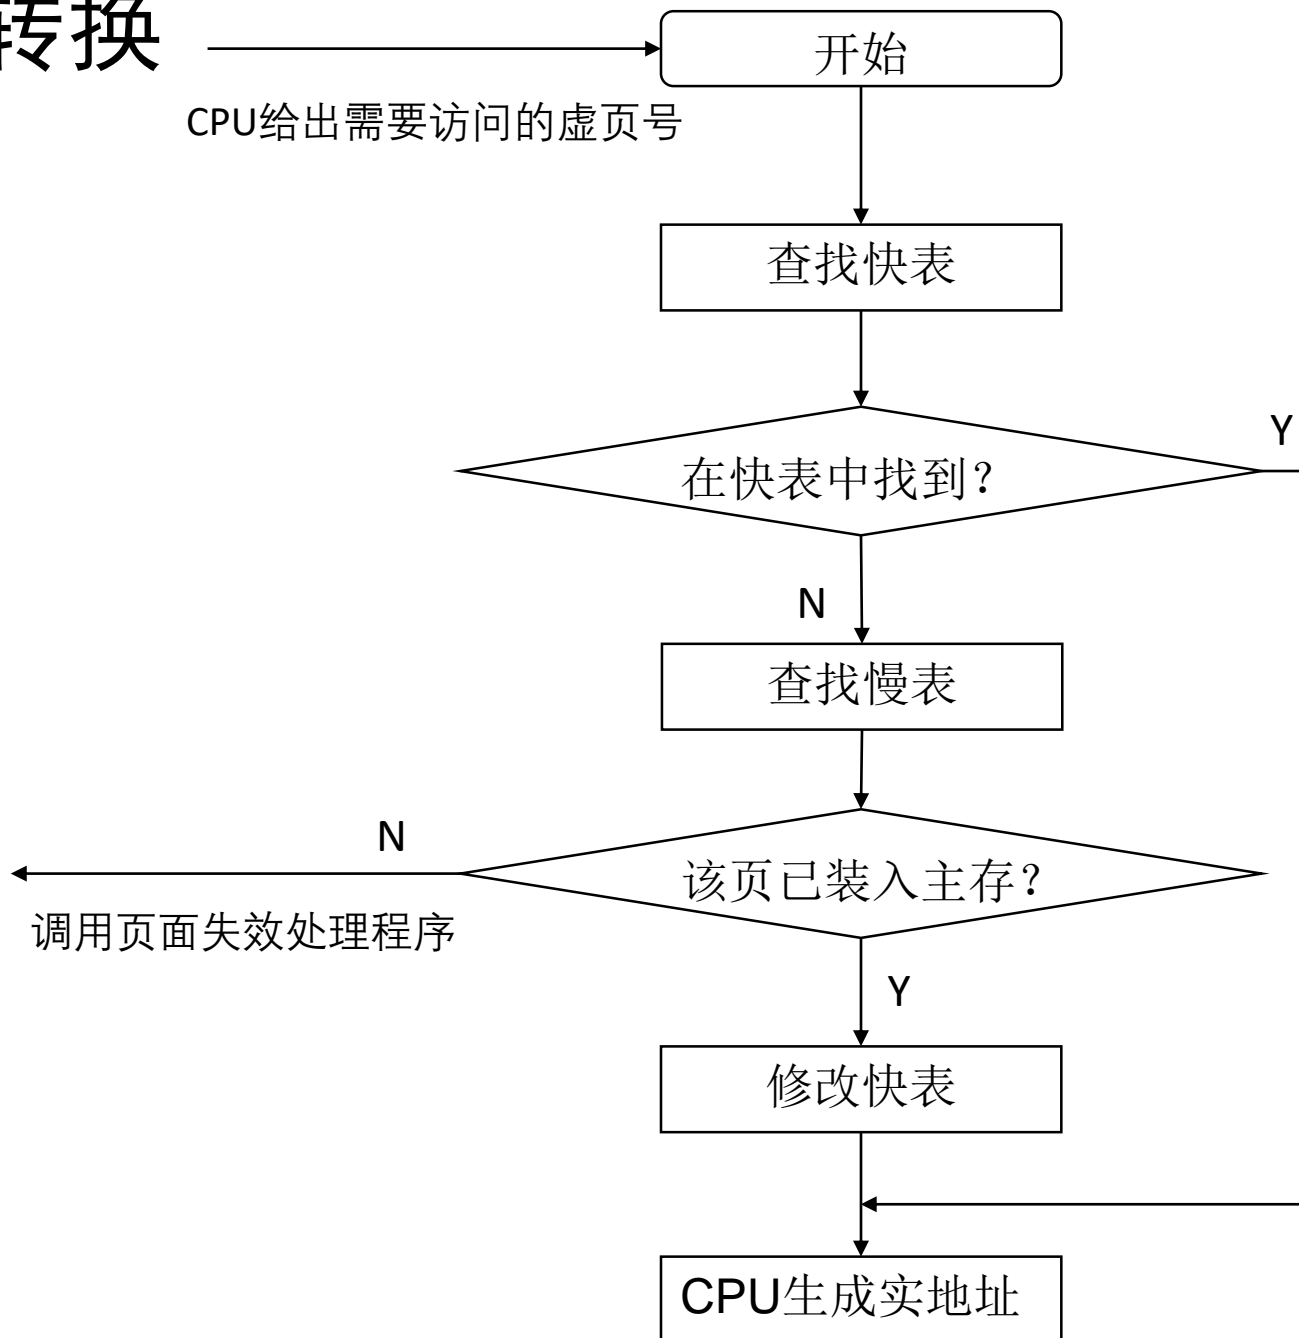 转换
开始
CPU给出需要访问的虚页号
查找快表
Y
在快表中找到？
N
查找慢表
N
该页已装入主存？
调用页面失效处理程序
Y
修改快表
CPU生成实地址